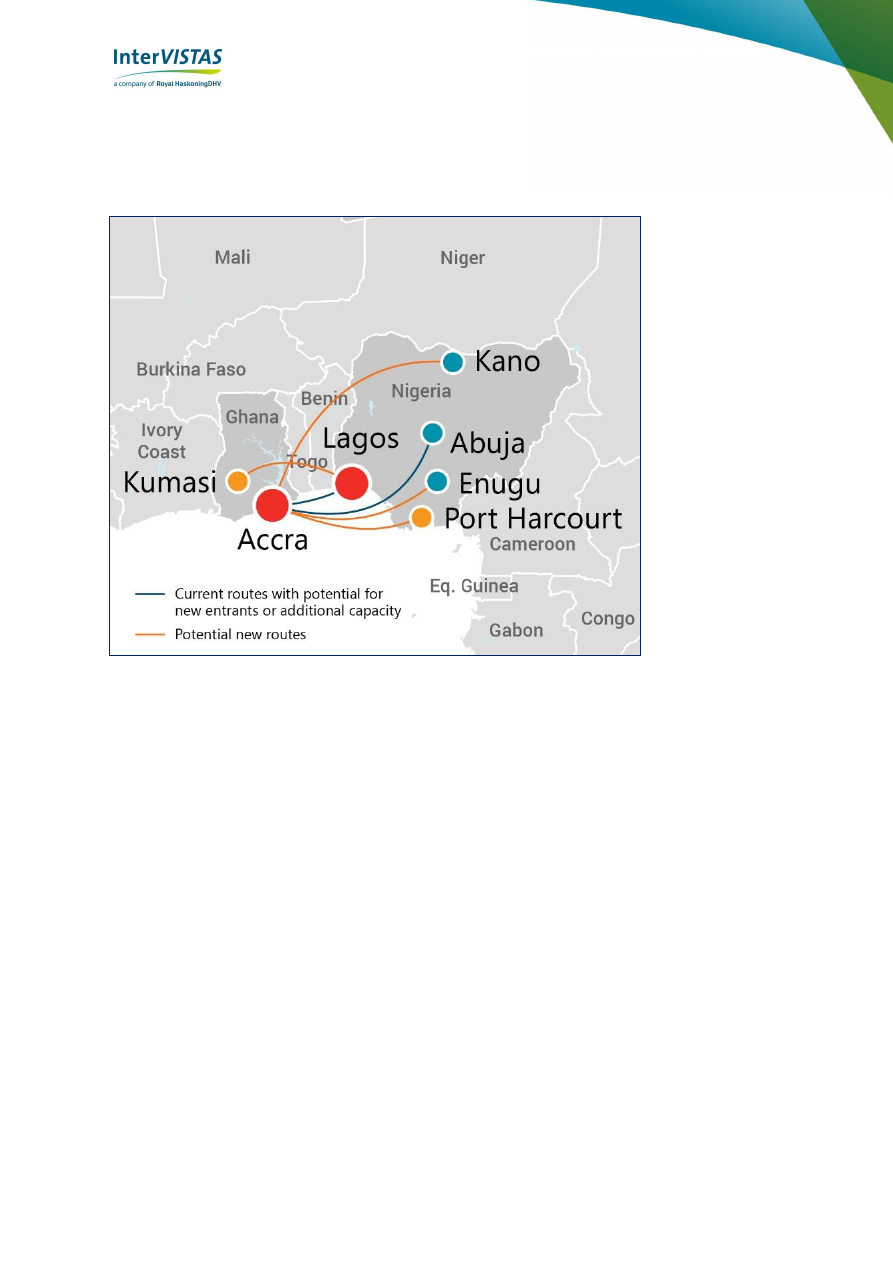 InterVISTAS
a company of Royal HaskoningDHV
Mali
Niger
Kano
Burkina Faso
Nigeria
Benin
Ghana
Ivory
Coast
Lagos
Abuja
Togo
Kumasi
Enugu
Port Harcourt
Accra
Cameroon
Eq. Guinea
Current routes with potential for
new entrants or additional capacity
Congo
Gabon
Potential new routes